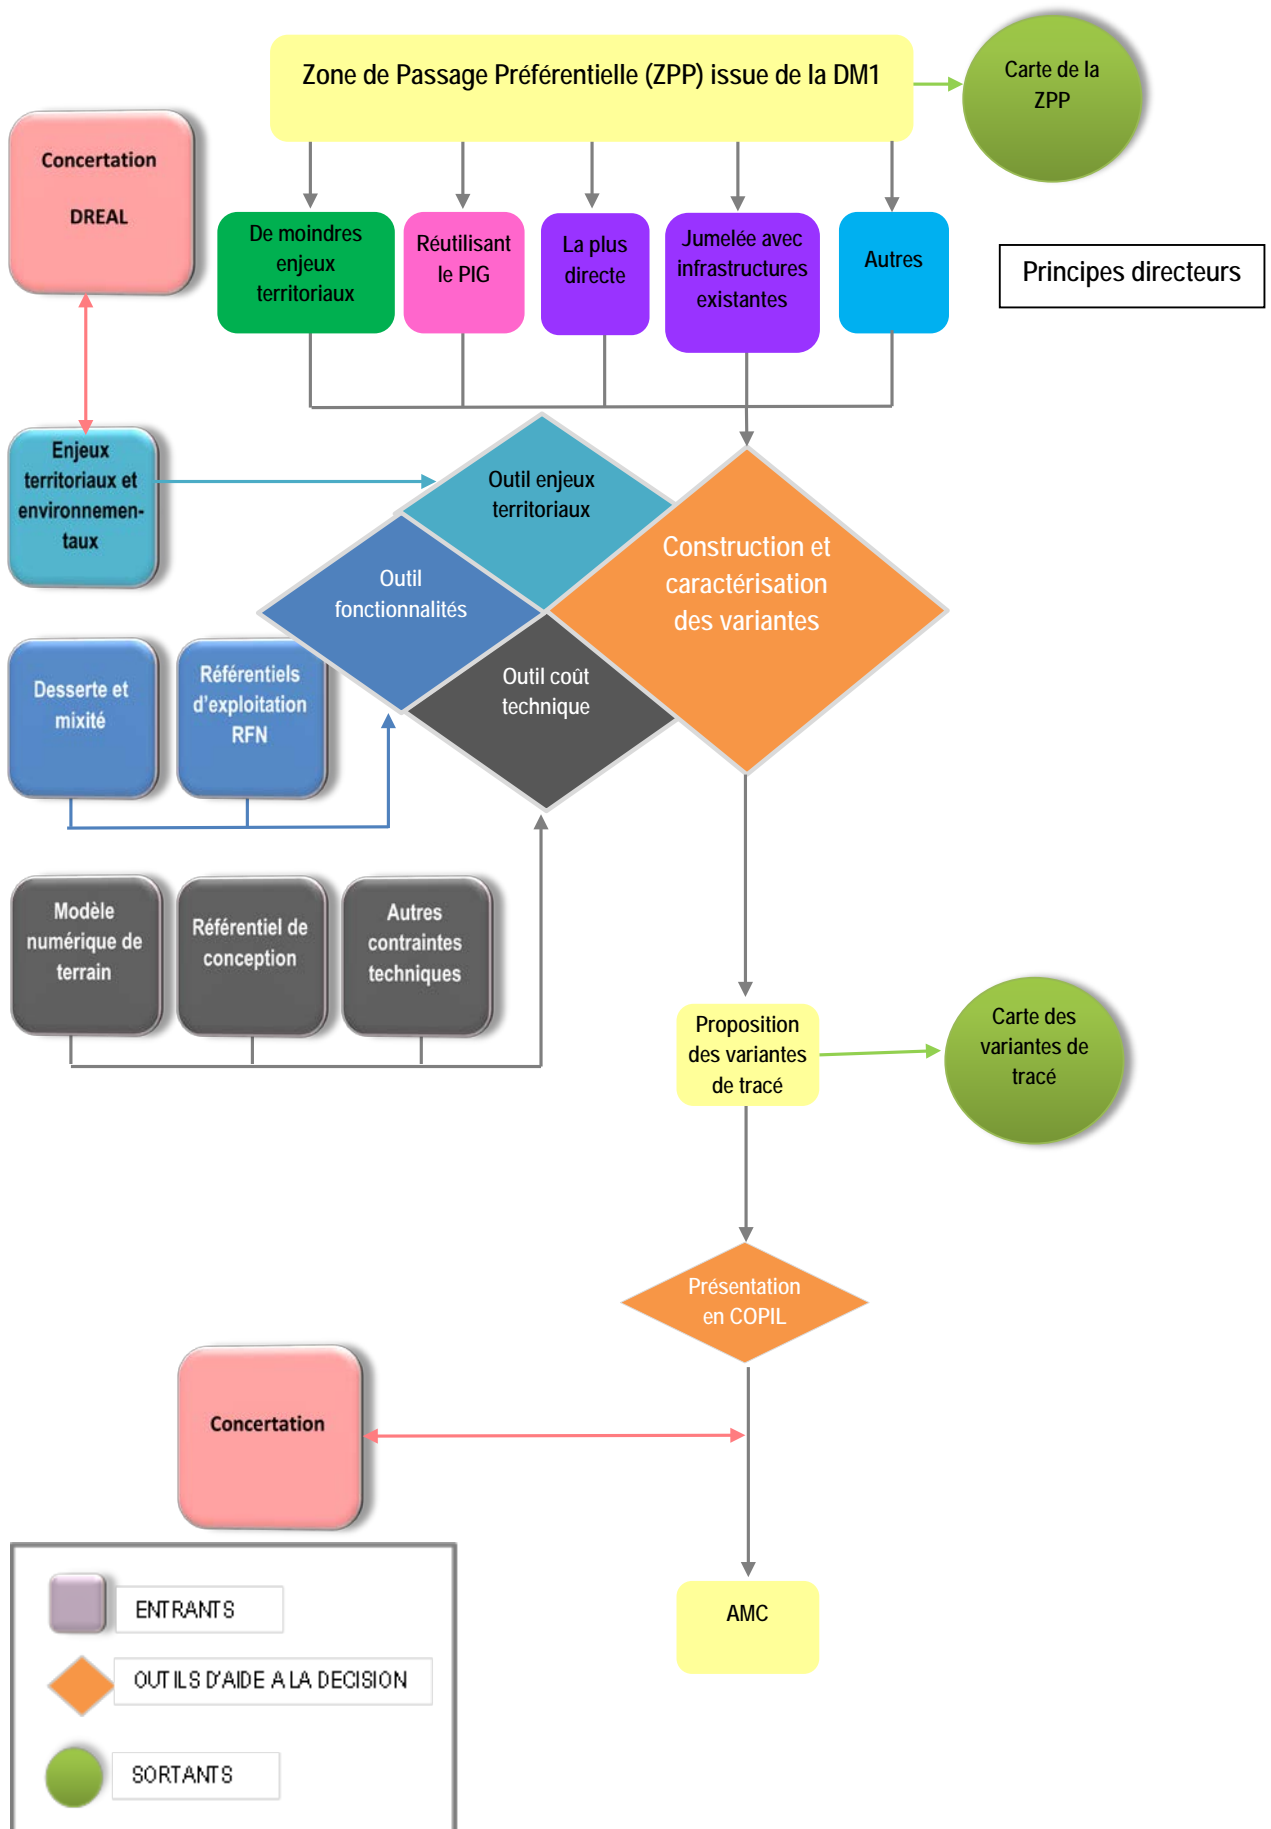 Zone de Passage Préférentielle (ZPP) issue de la DM1
Carte de la
ZPP
Concertation
DREAL
De moindres
enjeux
territoriaux
Réutilisant
le PIG
La plus
directe
Jumelée avec
infrastructures
existantes
Autres
Principes directeurs
Enjeux
territoriaux et
environnemen-
taux
Outil enjeux
territoriaux
Outil
fonctionnalités
Construction et
caractérisation
des variantes
Outil coût
technique
Desserte et
mixité
Référentiels
d'exploitation
RFN
Modèle
numérique de
terrain
Référentiel de
conception
Autres
contraintes
techniques
Proposition
des variantes
de tracé
Carte des
variantes de
tracé
Présentation
en COPIL
Concertation
AMC
ENTRANTS
OUTILS D'AIDE A LA DECISION
SORTANTS